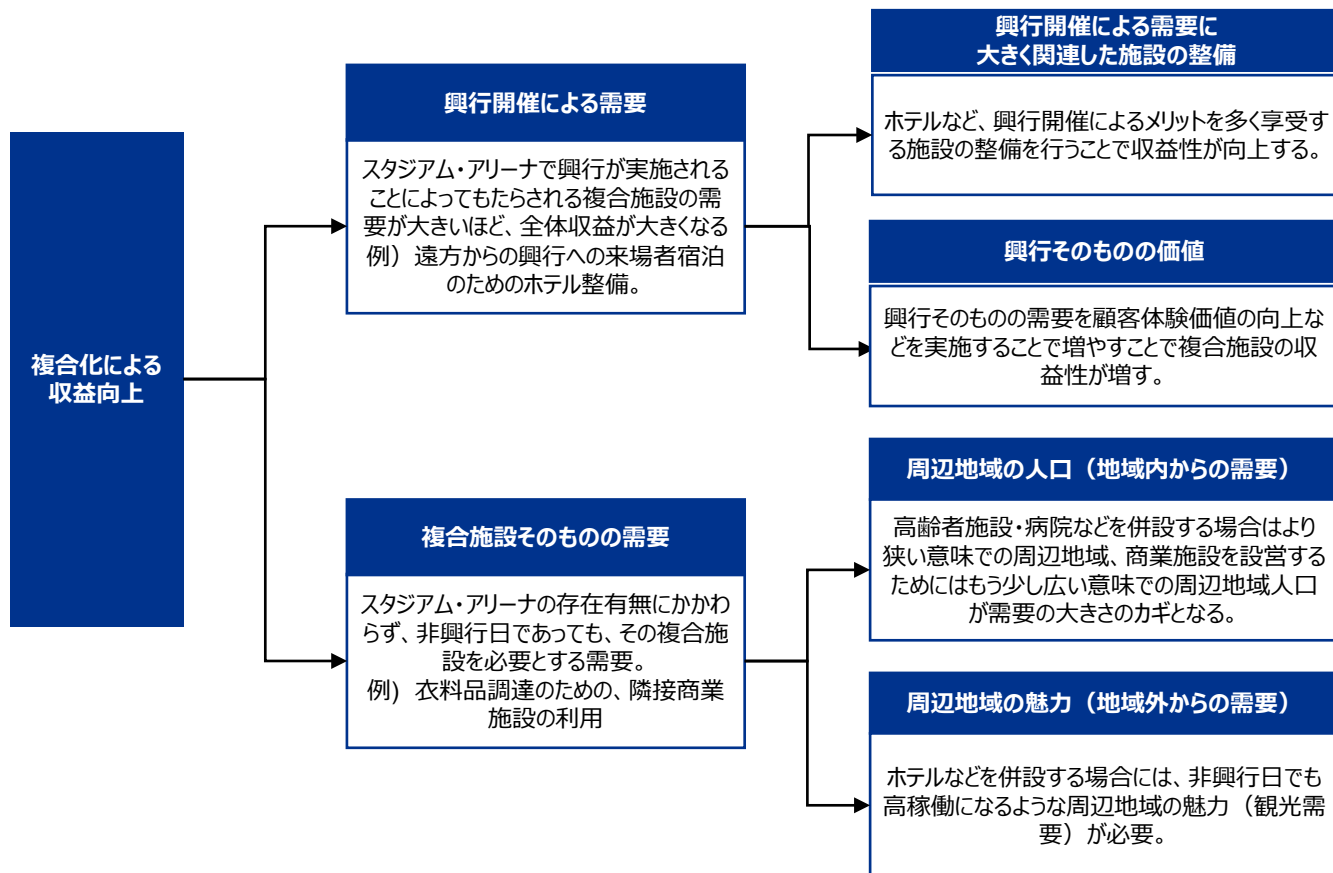 複合化による
収益向上
興行開催による需要
スタジアム・アリーナで興行が実施される
ことによってもたらされる複合施設の需
要が大きいほど、全体収益が大きくなる
例）遠方からの興行への来場者宿泊
のためのホテル整備。
複合施設そのものの需要
スタジアム・アリーナの存在有無にかかわ
らず、非興行日であっても、その複合施
設を必要とする需要。
例) 衣料品調達のための、隣接商業
施設の利用
興行開催による需要に
大きく関連した施設の整備
ホテルなど、興行開催によるメリットを多く享受す
る施設の整備を行うことで収益性が向上する。
興行そのものの価値
興行そのものの需要を顧客体験価値の向上な
どを実施することで増やすことで複合施設の収
益性が増す。
周辺地域の人口（地域内からの需要）
高齢者施設・病院などを併設する場合はより
狭い意味での周辺地域、商業施設を設営する
ためにはもう少し広い意味での周辺地域人口
が需要の大きさのカギとなる。
周辺地域の魅力（地域外からの需要）
ホテルなどを併設する場合には、非興行日でも
高稼働になるような周辺地域の魅力（観光需
要）が必要。